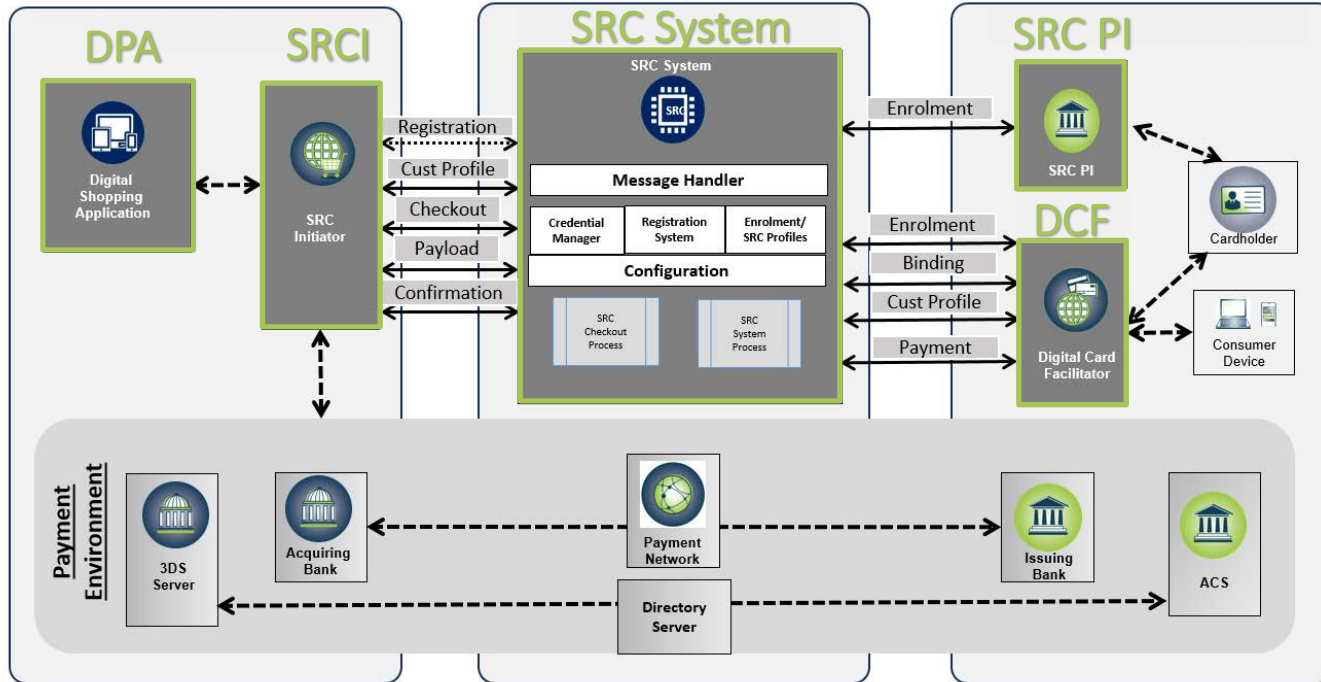 DPA
SRCI
SRC System
SRC PI
Digital
Shopping
Application
SRC
Initiator
Registration
Cust Profile
Checkout
Payload
Confirmation
SRC System
SRC
Message Handler
Credential
Manager
Registration
System
Enrolment/
SRC Profiles
Configuration
SRC
Checkout
Process
SRC
System
Process
Enrolment
Enrolment
Binding
Cust Profile
Payment
SRC PI
DCF
Digital Card
Facilitator
Cardholder
Consumer
Device
Payment
Environment
3DS
Server
Acquiring
Bank
Payment
Network
Directory
Server
Issuing
Bank
ACS